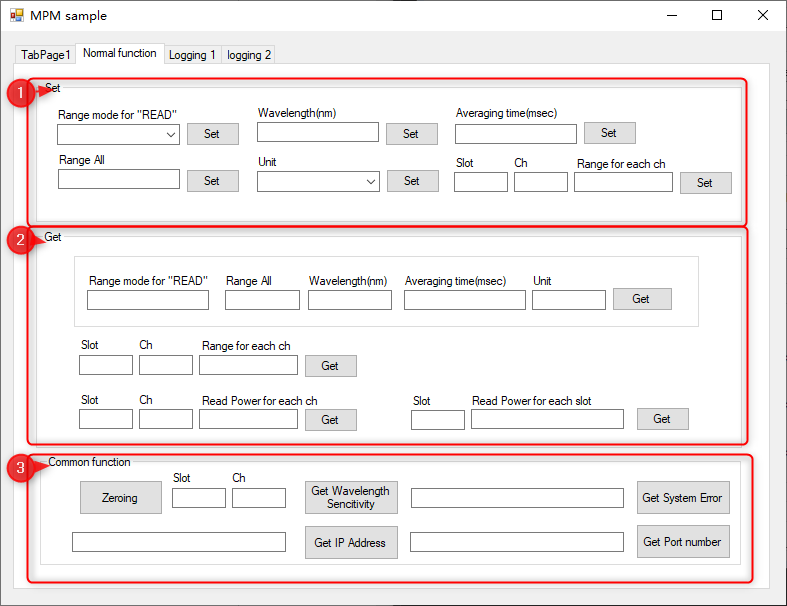 MPM sample
TabPage1 Normal function Logging 1 logging 2
1
Set
Range mode for "READ" Wavelength(nm) Averaging time(msec)
Set Set Set
Range All Unit Slot Ch Range for each ch
Set Set Set
2
Get
Range mode for "READ" Range All Wavelength(nm) Averaging time(msec) Unit
Get
Slot Ch Range for each ch
Get
Slot Ch Read Power for each ch Slot Read Power for each slot
Get Get
3
Common function
Slot Ch
Zeroing Get Wavelength
Sencitivity Get System Error
Get IP Address Get Port number